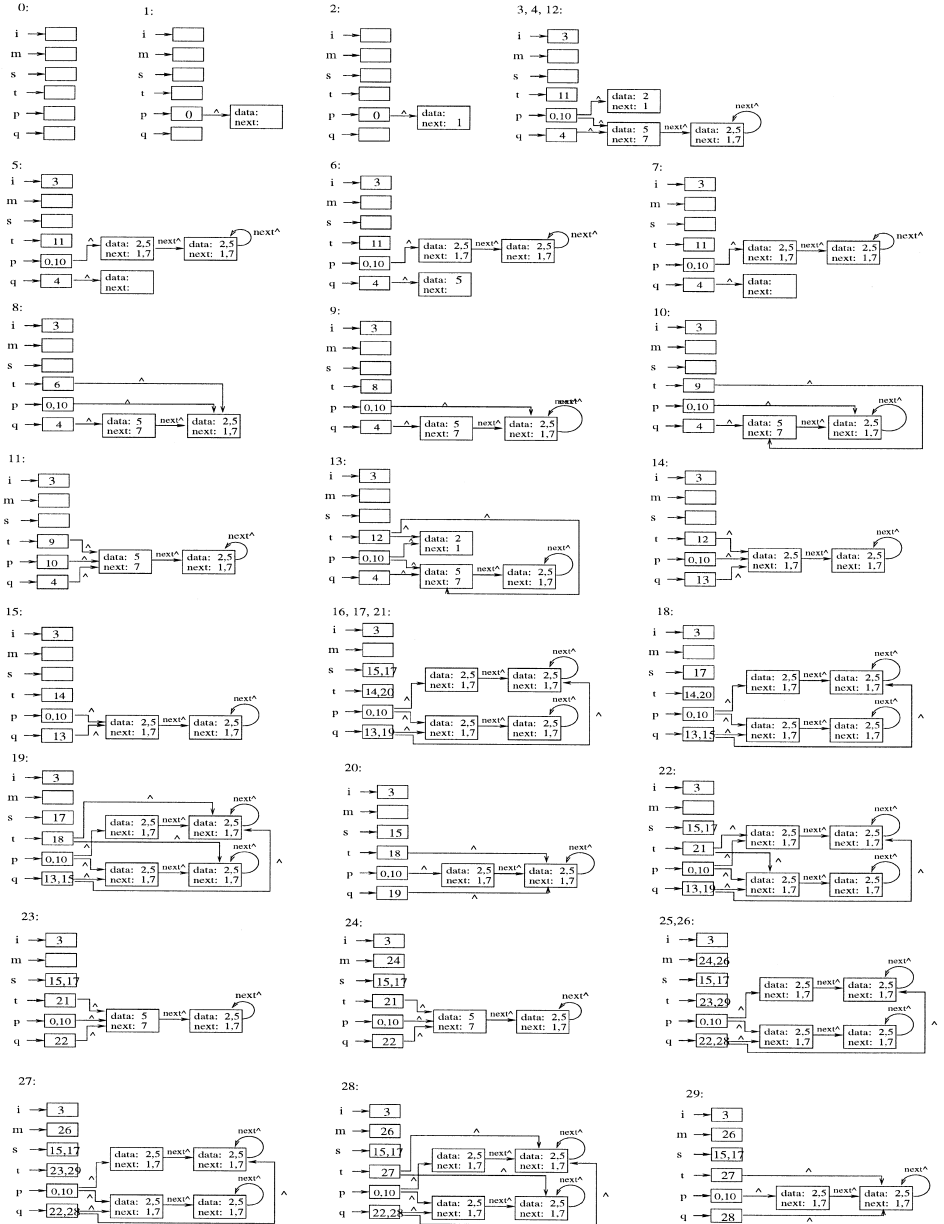 0:
i
m
s
t
p
q
1:
i
m
s
t
p 0 ^ data:
next:
q
2:
i
m
s
t
p 0 ^ data:
next: 1
q
3, 4, 12:
i 3
m
s
t 11
data: 2
next: 1
p 0,10 ^
next^
q 4 ^ ^ data: 5
next: 7
next^
data: 2,5
next: 1,7
5:
i 3
m
s
t 11
p 0,10 ^
data: 2,5
next: 1,7
next^
data: 2,5
next: 1,7
next^
q 4 ^ data:
next:
6:
i 3
m
s
t 11
p 0,10 ^
data: 2,5
next: 1,7
next^
data: 2,5
next: 1,7
next^
q 4 ^ data: 5
next:
7:
i 3
m
s
t 11
p 0,10 ^
data: 2,5
next: 1,7
next^
data: 2,5
next: 1,7
next^
q 4 ^ data:
next:
8:
i 3
m
s
t 6 ^
p 0,10 ^
q 4 ^ data: 5
next: 7
next^
data: 2,5
next: 1,7
9:
i 3
m
s
t 8
p 0,10 ^
next^
q 4 ^ data: 5
next: 7
next^
data: 2,5
next: 1,7
10:
i 3
m
s
t 9 ^
p 0,10 ^
next^
q 4 ^ data: 5
next: 7
next^
data: 2,5
next: 1,7
11:
i 3
m
s
t 9 ^
p 10 ^
q 4 ^
data: 5
next: 7
next^
data: 2,5
next: 1,7
next^
13:
i 3
m
s
t 12 ^ ^
data: 2
next: 1
p 0,10 ^ ^
next^
q 4 ^ data: 5
next: 7
next^
data: 2,5
next: 1,7
14:
i 3
m
s
t 12 ^
p 0,10 ^
q 13 ^
data: 2,5
next: 1,7
next^
data: 2,5
next: 1,7
next^
15:
i 3
m
s
t 14
p 0,10 ^
q 13 ^
data: 2,5
next: 1,7
next^
data: 2,5
next: 1,7
next^
16, 17, 21:
i 3
m
s 15,17
t 14,20
p 0,10 ^ ^
q 13,19 ^ ^
data: 2,5
next: 1,7
next^
data: 2,5
next: 1,7
next^
data: 2,5
next: 1,7
next^
data: 2,5
next: 1,7
next^
18:
i 3
m
s 17
t 14,20
p 0,10 ^ ^
q 13,15 ^ ^
data: 2,5
next: 1,7
next^
data: 2,5
next: 1,7
next^
data: 2,5
next: 1,7
next^
data: 2,5
next: 1,7
next^
19:
i 3
m
s 17
t 18 ^ ^
p 0,10 ^ ^
q 13,15 ^ ^
data: 2,5
next: 1,7
next^
data: 2,5
next: 1,7
next^
data: 2,5
next: 1,7
next^
data: 2,5
next: 1,7
next^
20:
i 3
m
s 15
t 18 ^
p 0,10 ^
q 19 ^
data: 2,5
next: 1,7
next^
data: 2,5
next: 1,7
next^
22:
i 3
m
s 15,17
t 21 ^ ^
p 0,10 ^ ^
q 13,19 ^ ^
data: 2,5
next: 1,7
next^
data: 2,5
next: 1,7
next^
data: 2,5
next: 1,7
next^
data: 2,5
next: 1,7
next^
23:
i 3
m
s 15,17
t 21 ^
p 0,10 ^
q 22 ^
data: 5
next: 7
next^
data: 2,5
next: 1,7
next^
24:
i 3
m 24
s 15,17
t 21 ^
p 0,10 ^
q 22 ^
data: 5
next: 7
next^
data: 2,5
next: 1,7
next^
25,26:
i 3
m 24,26
s 15,17
t 23,29
p 0,10 ^ ^
q 22,28 ^ ^
data: 2,5
next: 1,7
next^
data: 2,5
next: 1,7
next^
data: 2,5
next: 1,7
next^
data: 2,5
next: 1,7
next^
27:
i 3
m 26
s 15,17
t 23,29
p 0,10 ^ ^
q 22,28 ^ ^
data: 2,5
next: 1,7
next^
data: 2,5
next: 1,7
next^
data: 2,5
next: 1,7
next^
data: 2,5
next: 1,7
next^
28:
i 3
m 26
s 15,17
t 27 ^ ^
p 0,10 ^ ^
q 22,28 ^ ^
data: 2,5
next: 1,7
next^
data: 2,5
next: 1,7
next^
data: 2,5
next: 1,7
next^
data: 2,5
next: 1,7
next^
29:
i 3
m 26
s 15,17
t 27 ^
p 0,10 ^
q 28 ^
data: 2,5
next: 1,7
next^
data: 2,5
next: 1,7
next^